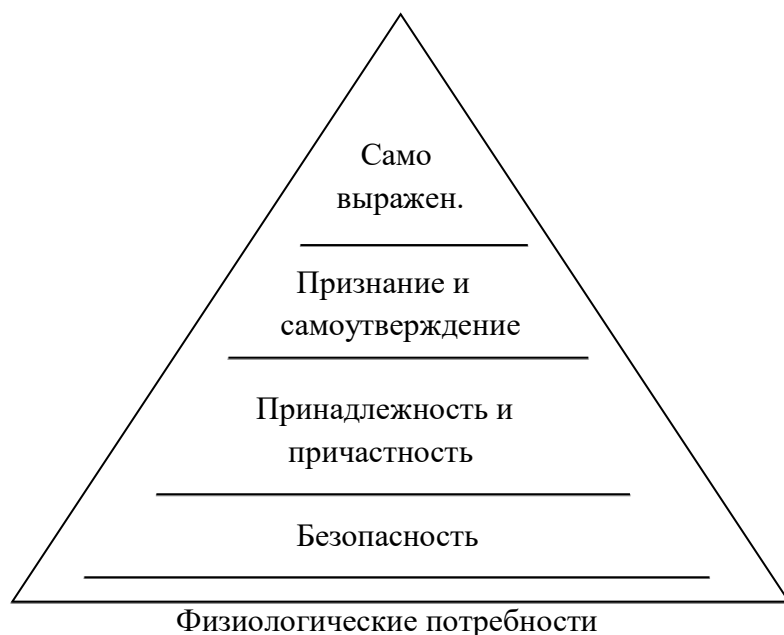 Само
выражен.
Признание и
самоутверждение
Принадлежность и
причастность
Безопасность
Физиологические потребности